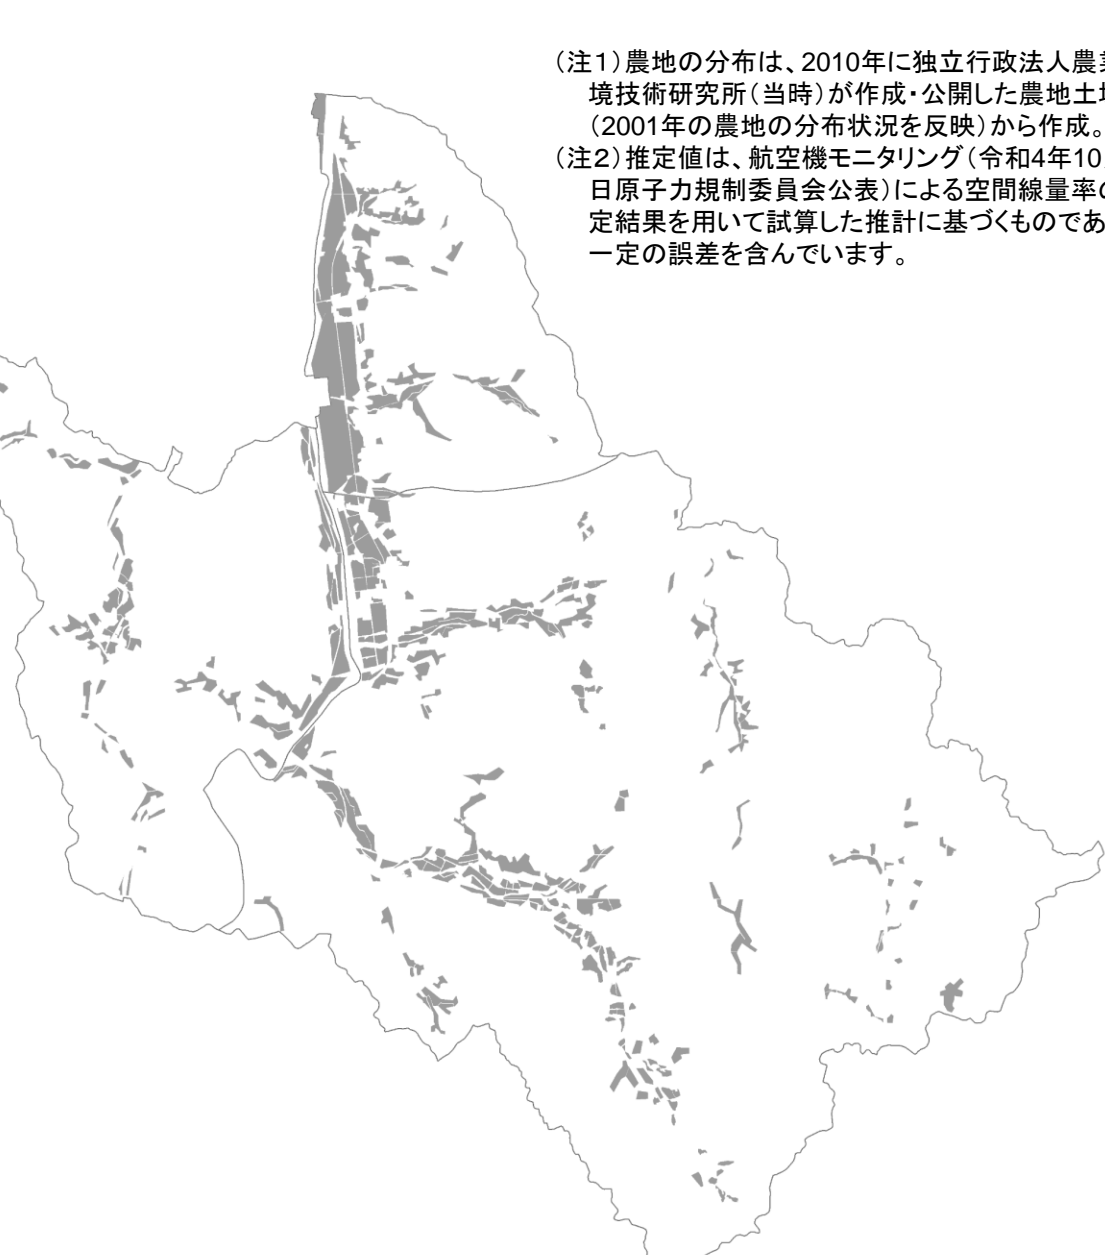 （注１）農地の分布は、2010年に独立行政法人農業
境技術研究所（当時）が作成・公開した農地土壌
（2001年の農地の分布状況を反映）から作成。
（注２）推定値は、航空機モニタリング（令和4年10
日原子力規制委員会公表）による空間線量率の
定結果を用いて試算した推計に基づくものであ
一定の誤差を含んでいます。